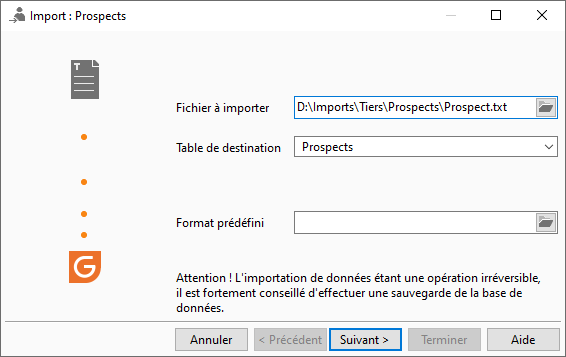 Import : Prospects
T
Fichier à importer
D:\Imports\Tiers\Prospects\Prospect.txt
Table de destination
Prospects
Format prédéfini
G
Attention ! L'importation de données étant une opération irréversible,
il est fortement conseillé d'effectuer une sauvegarde de la base de
données.
Annuler
< Précédent
Suivant >
Terminer
Aide